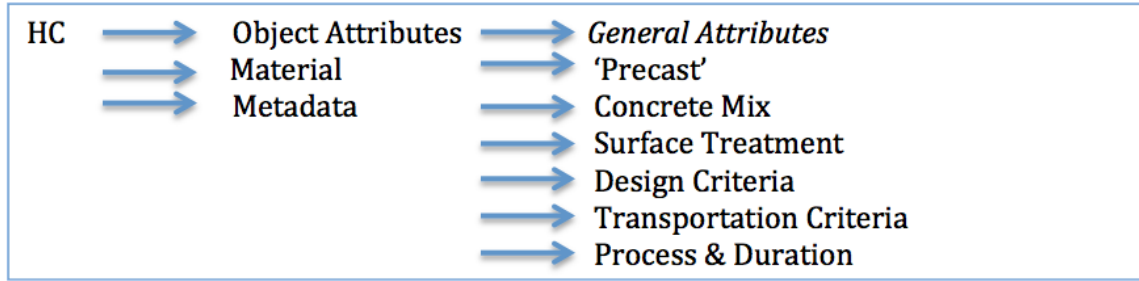 HC Object Attributes General Attributes
Material 'Precast'
Metadata Concrete Mix
Surface Treatment
Design Criteria
Transportation Criteria
Process & Duration